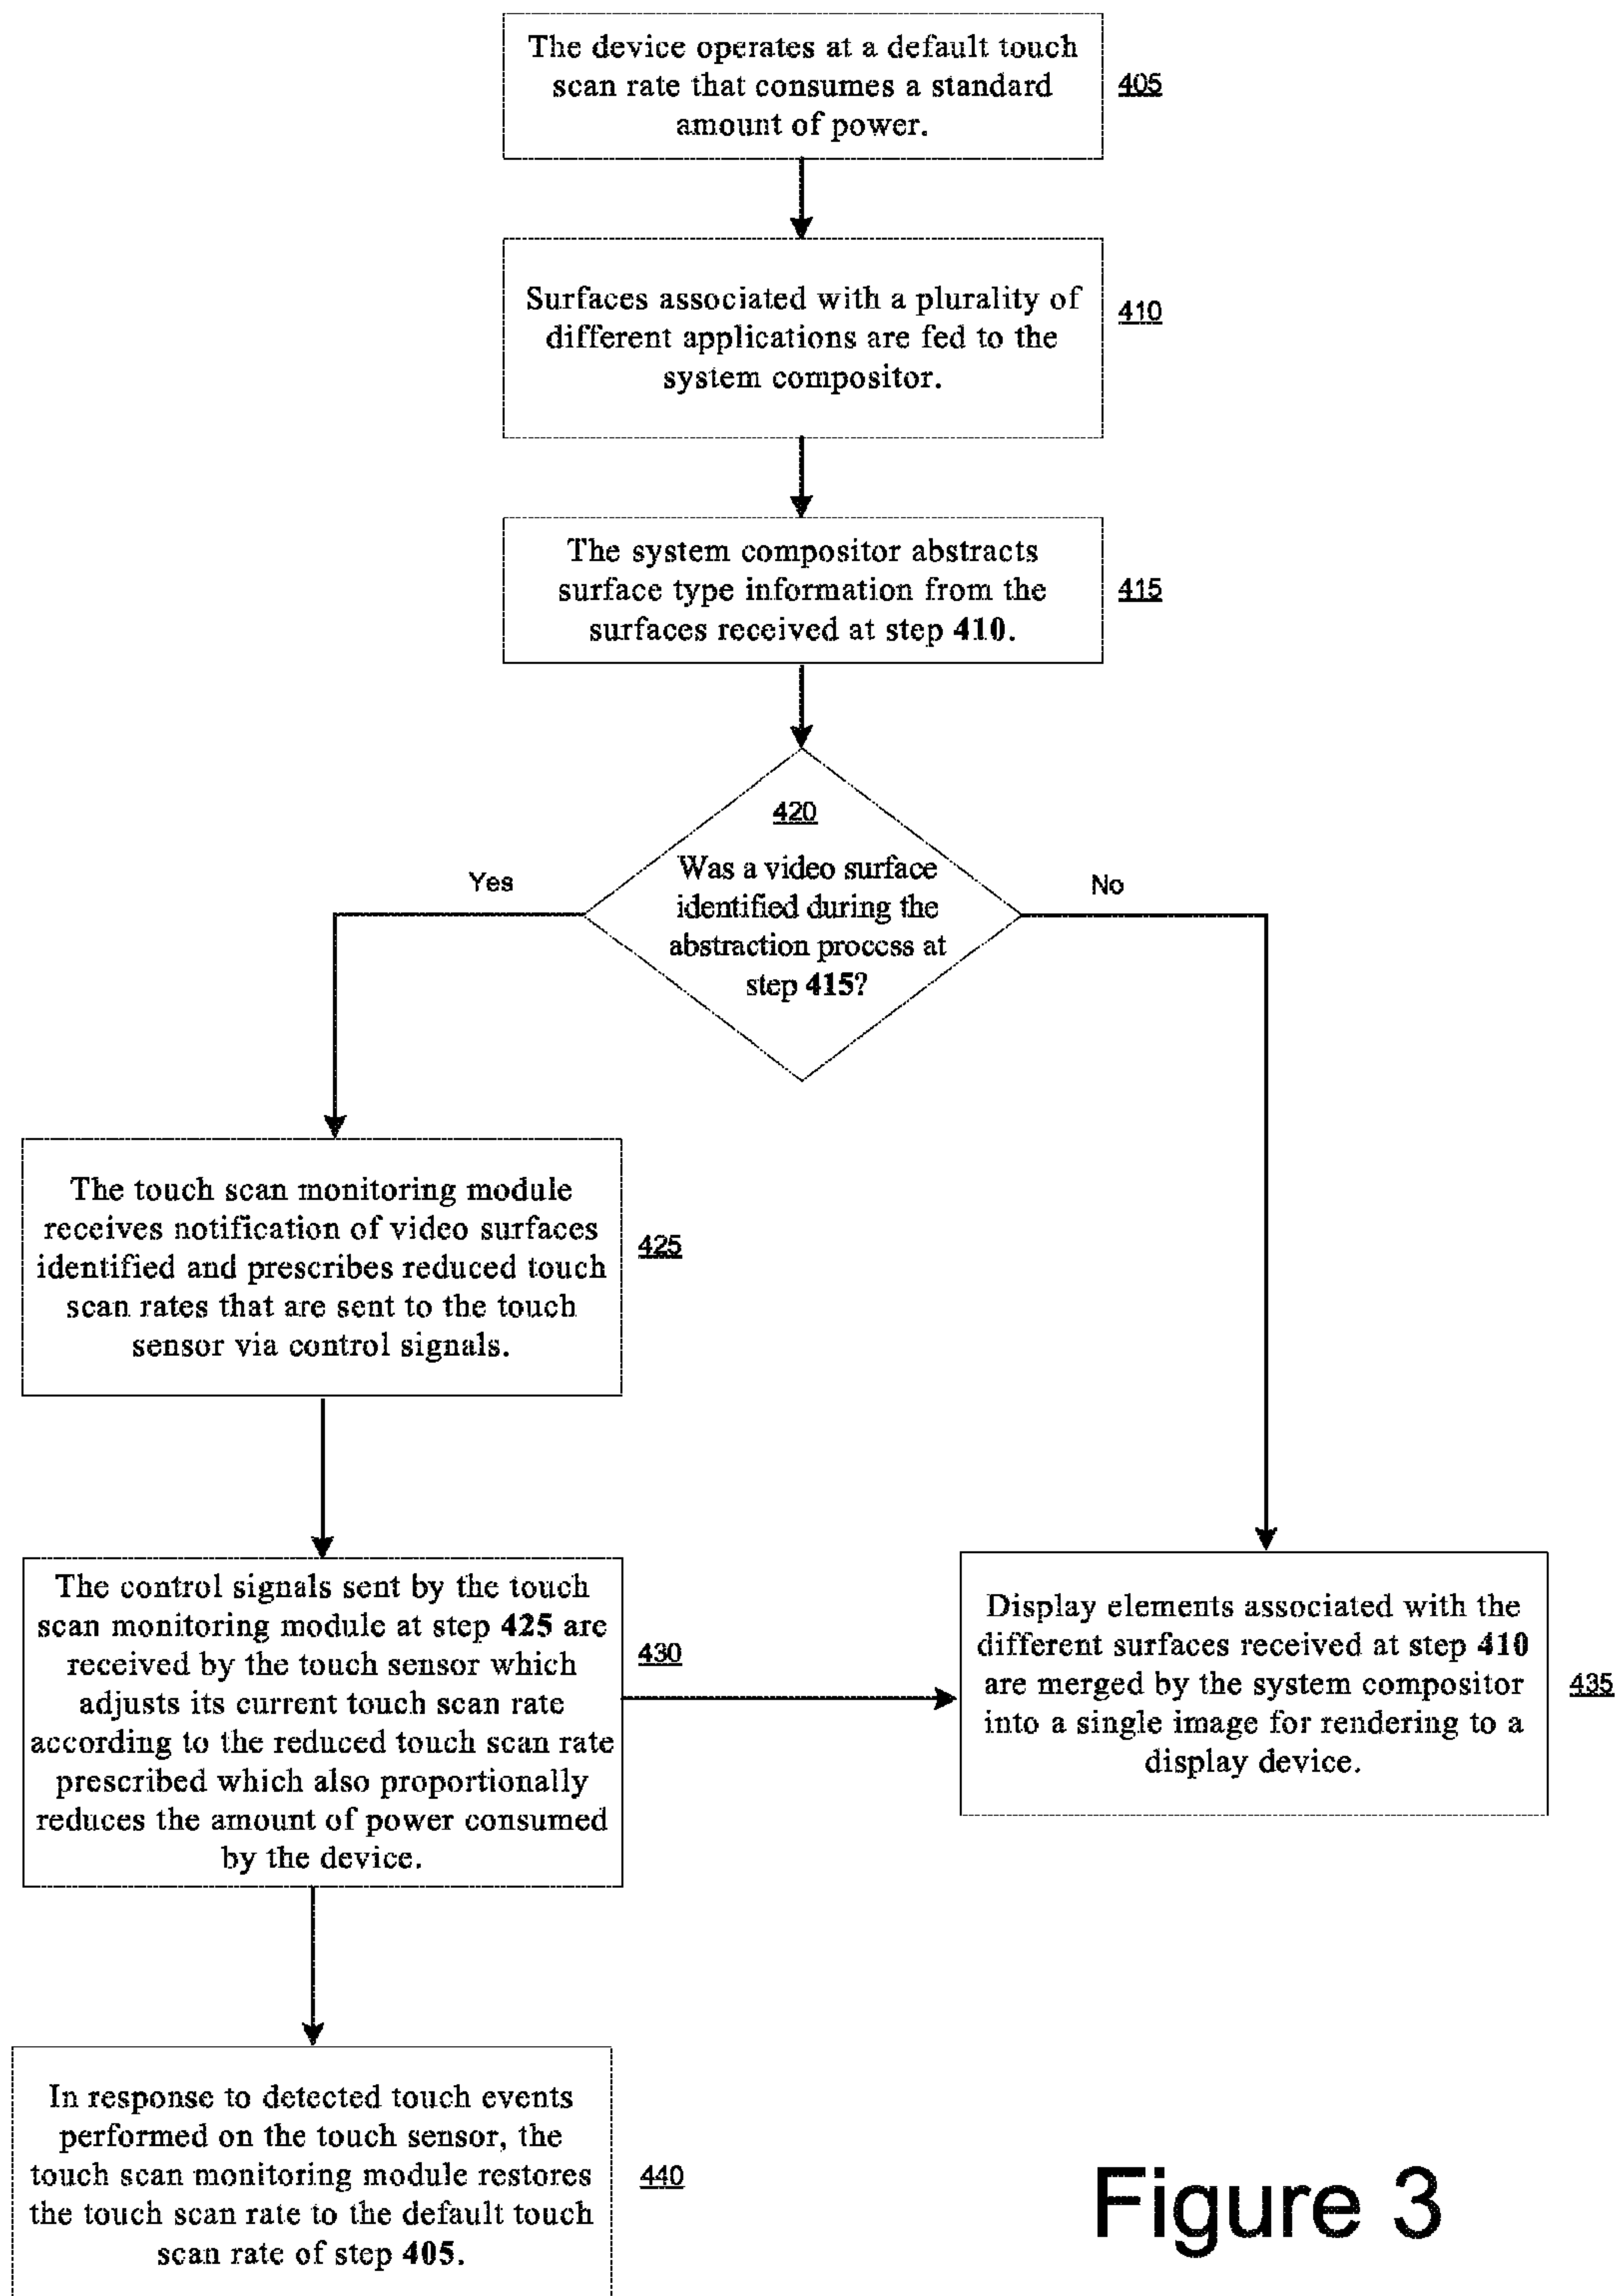 The device operates at a default touch
scan rate that consumes a standard
amount of power.
405
Surfaces associated with a plurality of
different applications are fed to the
system compositor.
410
The system compositor abstracts
surface type information from the
surfaces received at step 410.
415
420
Was a video surface
identified during the
abstraction process at
step 415?
Yes
No
The touch scan monitoring module
receives notification of video surfaces
identified and prescribes reduced touch
scan rates that are sent to the touch
sensor via control signals.
425
The control signals sent by the touch
scan monitoring module at step 425 are
received by the touch sensor which
adjusts its current touch scan rate
according to the reduced touch scan rate
prescribed which also proportionally
reduces the amount of power consumed
by the device.
430
Display elements associated with the
different surfaces received at step 410
are merged by the system compositor
into a single image for rendering to a
display device.
435
In response to detected touch events
performed on the touch sensor, the
touch scan monitoring module restores
the touch scan rate to the default touch
scan rate of step 405.
440
Figure 3